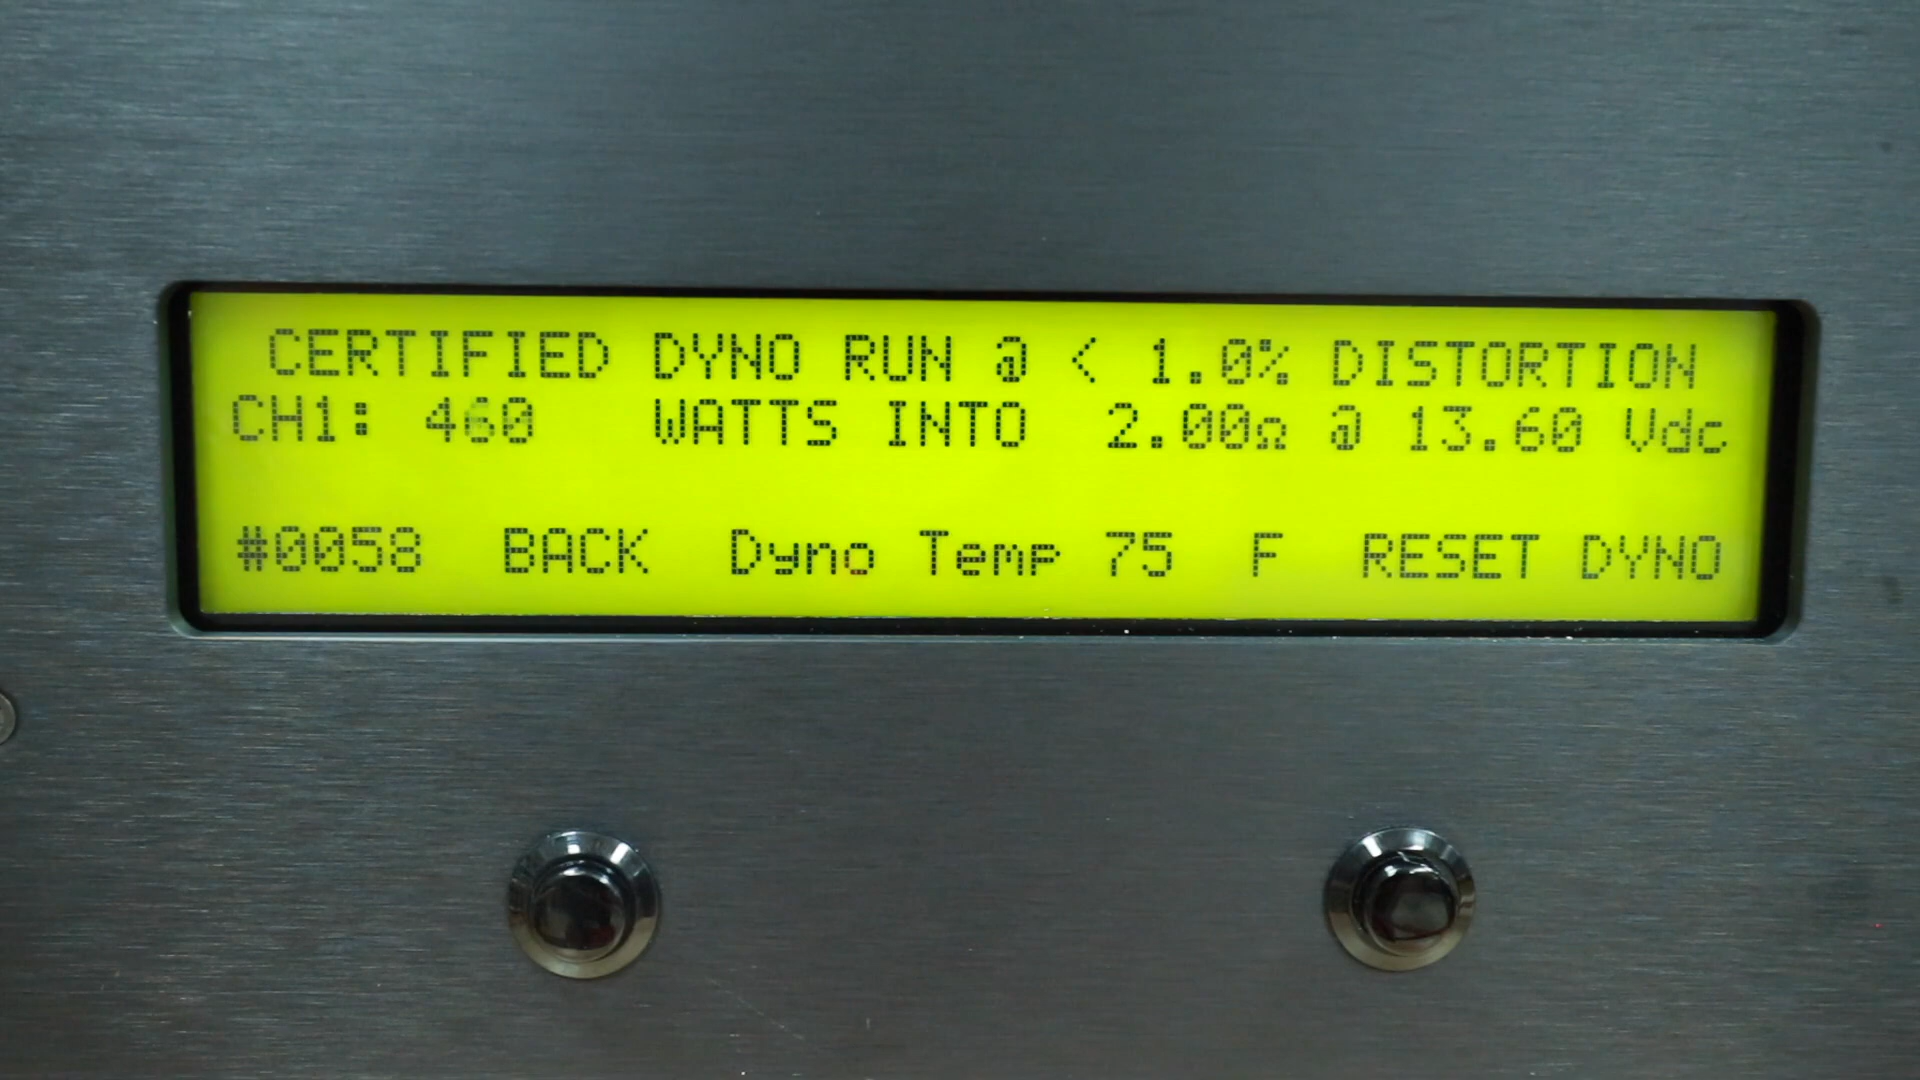 CERTIFIED DYNO RUN @ < 1.0% DISTORTION
CH1: 460 WATTS INTO 2.00Ω @ 13.60 Vdc
#0058 BACK Dyno Temp 75 F RESET DYNO